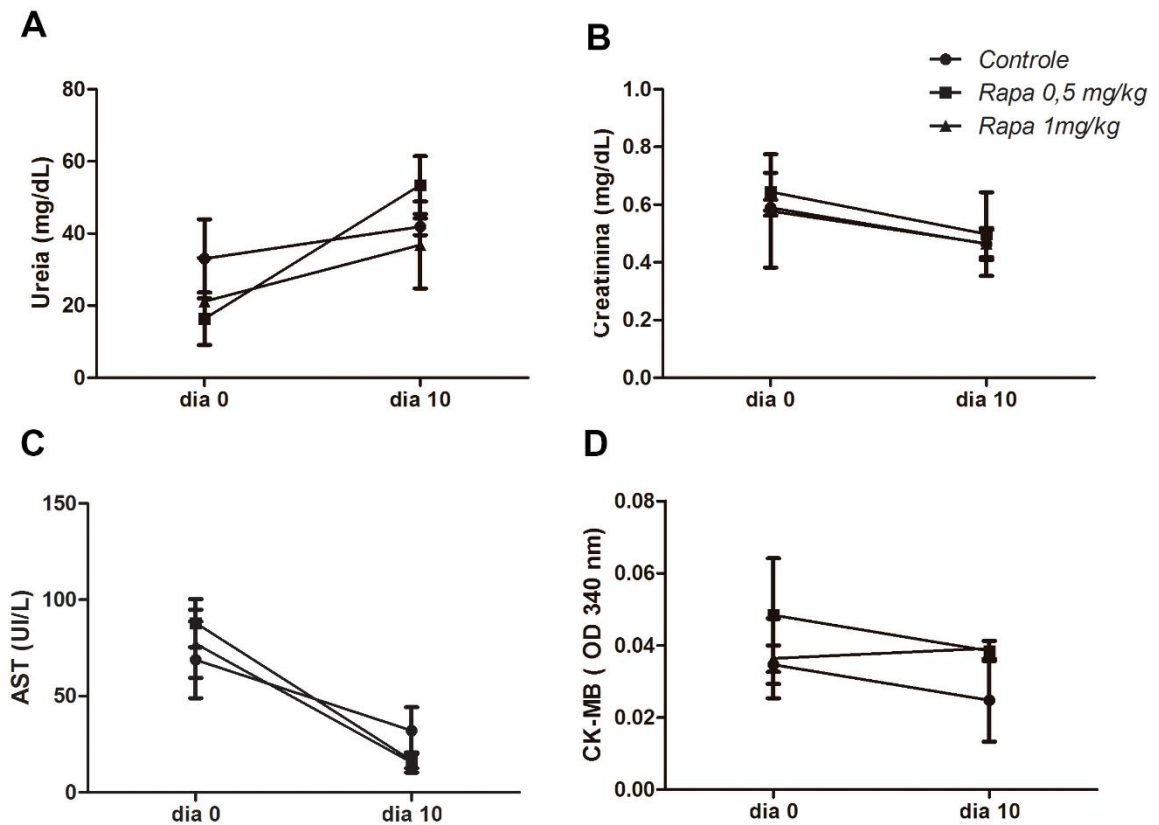 A
Ureia (mg/dL)
80
60
40
20
0
dia 0
dia 10
B
Controle
Rapa 0,5 mg/kg
Rapa 1mg/kg
Creatinina (mg/dL)
1.0
0.8
0.6
0.4
0.2
0.0
dia 0
dia 10
C
AST (UI/L)
150
100
50
0
dia 0
dia 10
D
CK-MB ( OD 340 nm)
0.08
0.06
0.04
0.02
0.00
dia 0
dia 10